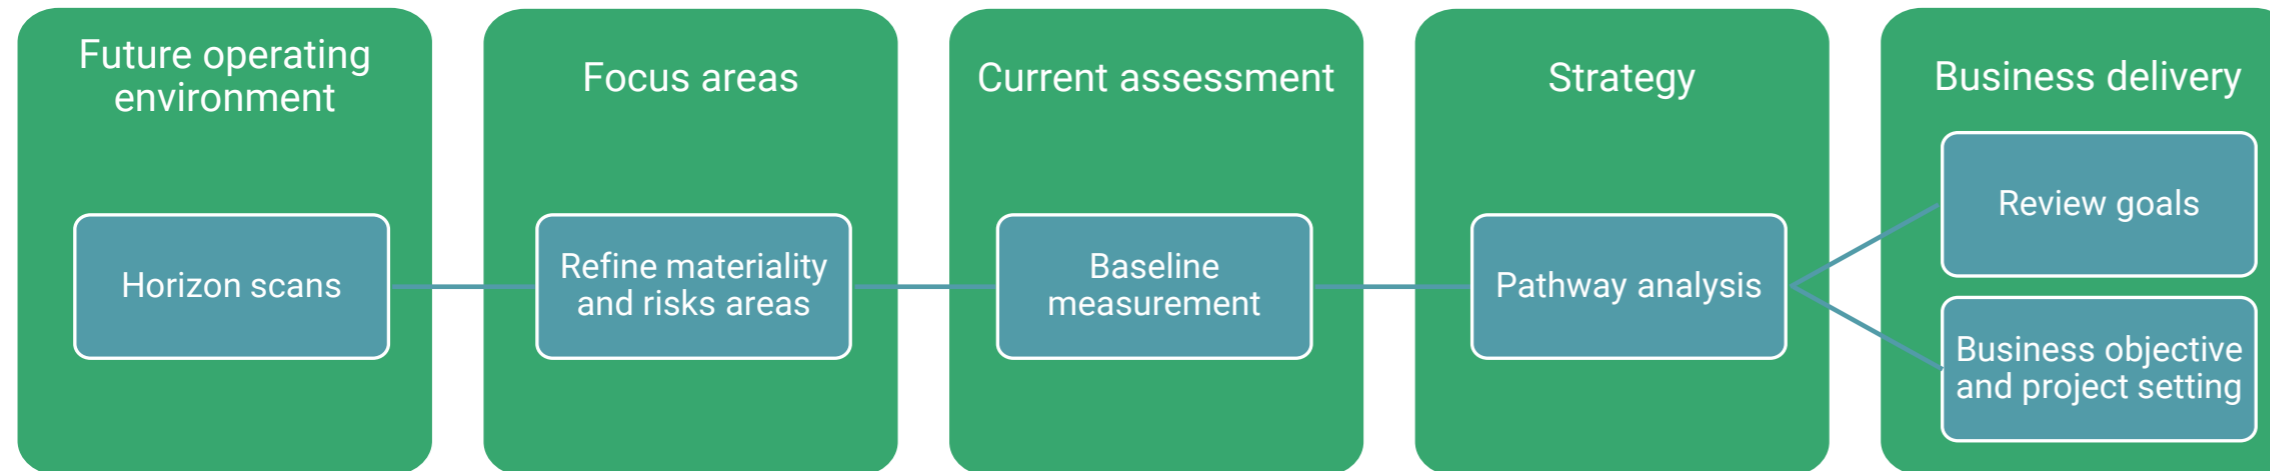 Future operating
environment
Horizon scans
Focus areas
Refine materiality
and risks areas
Current assessment
Baseline
measurement
Strategy
Pathway analysis
Business delivery
Review goals
Business objective
and project setting